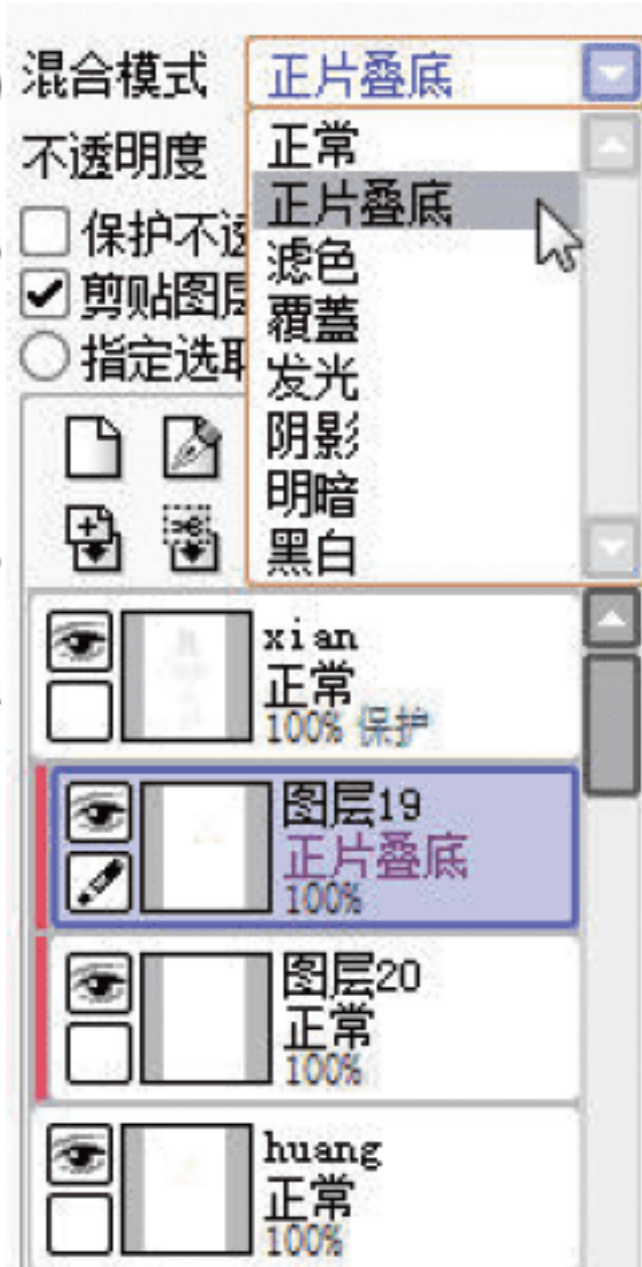 混合模式 正片叠底
不透明度
正常
正片叠底
保护不透
滤色
剪贴图层
覆蓋
指定选取
发光
阴影
明暗
黑白
xian
正常
100% 保护
图层19
正片叠底
100%
图层20
正常
100%
huang
正常
100%